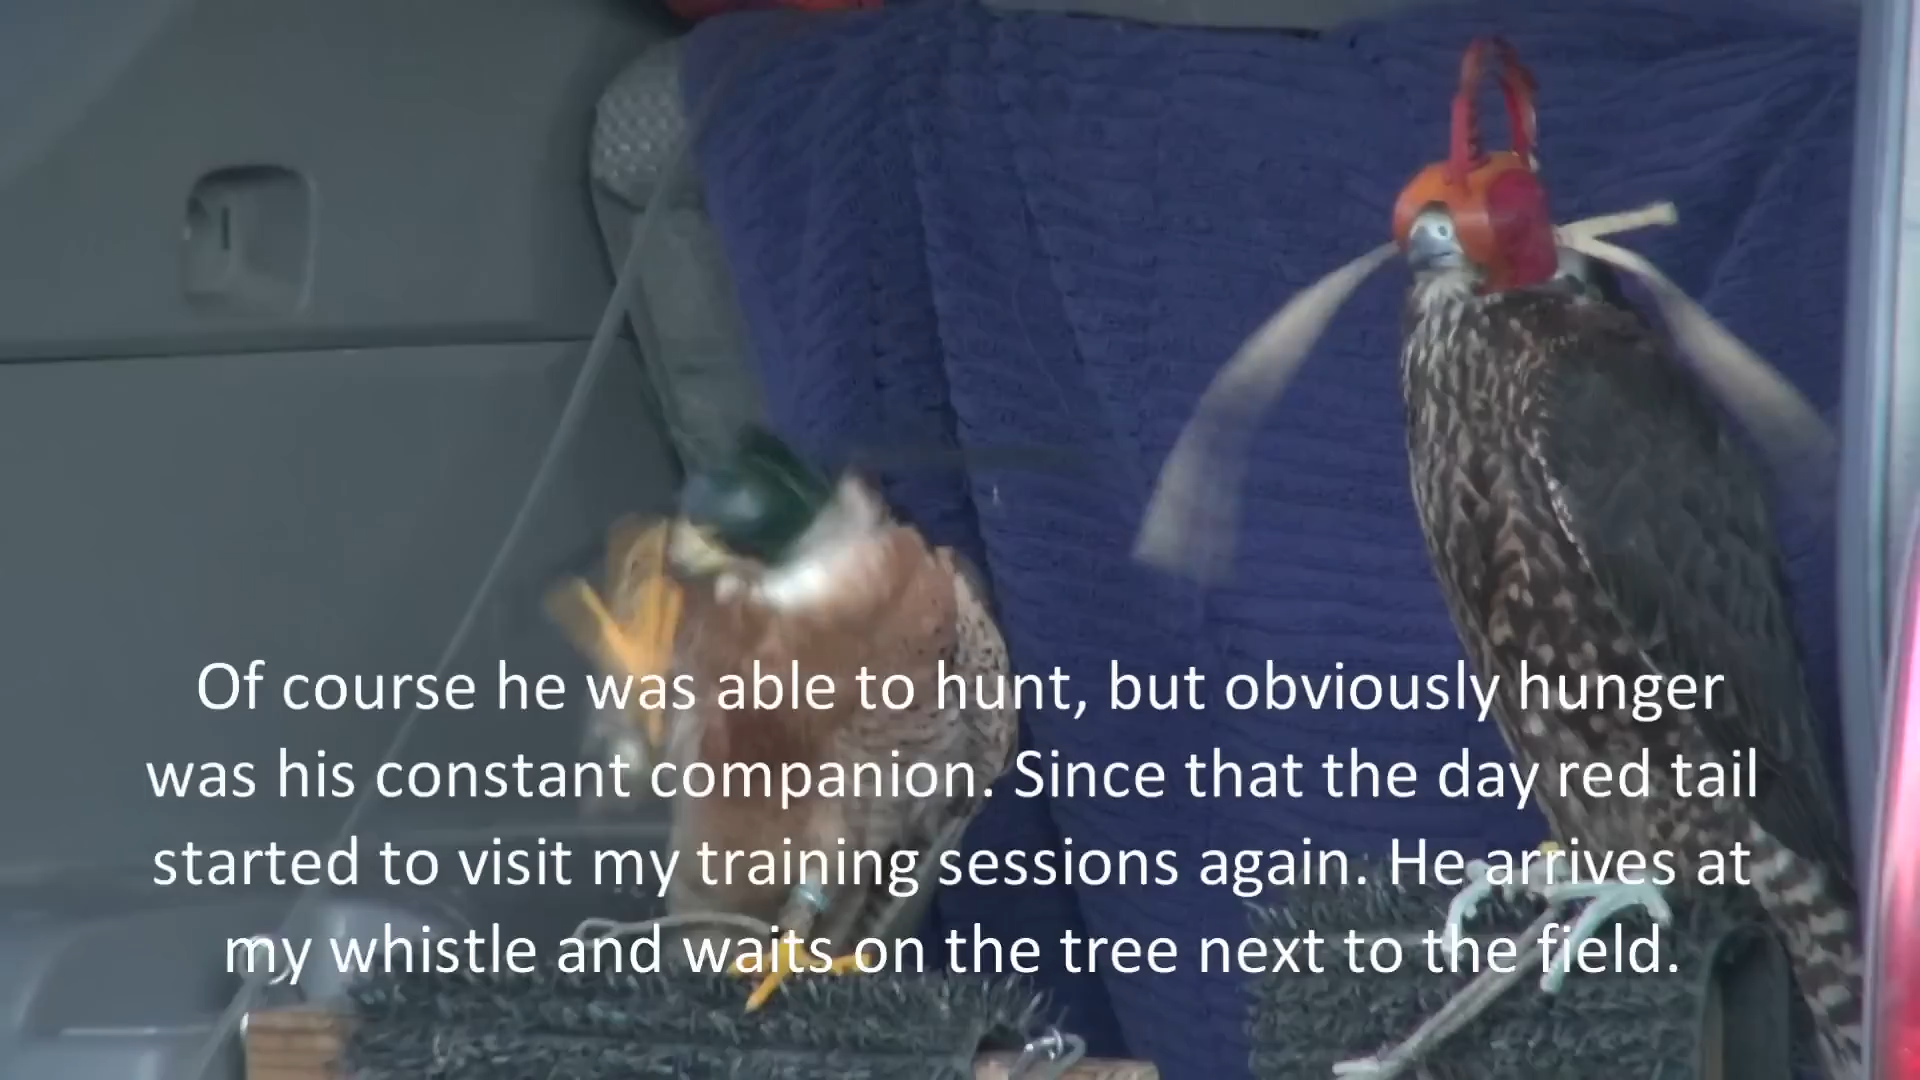 Of course he was able to hunt, but obviously hunger
was his constant companion. Since that the day red tail
started to visit my training sessions again. He arrives at
my whistle and waits on the tree next to the field.